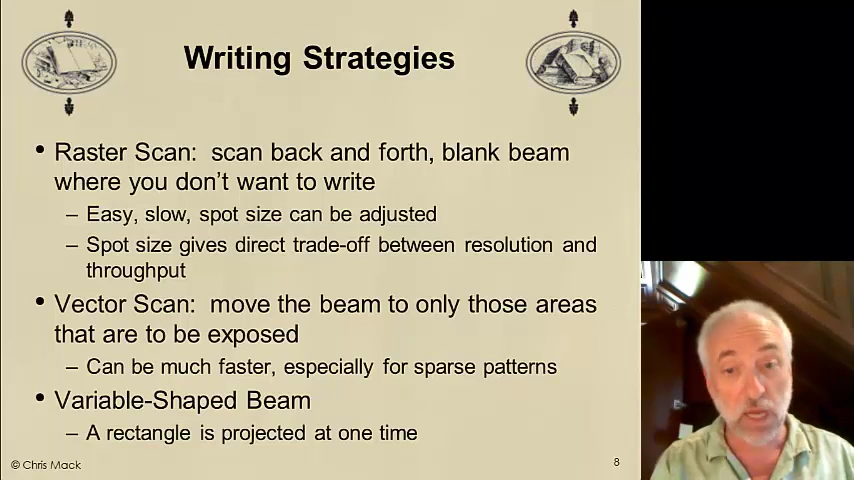 Writing Strategies
• Raster Scan: scan back and forth, blank beam
where you don't want to write
– Easy, slow, spot size can be adjusted
– Spot size gives direct trade-off between resolution and
throughput
• Vector Scan: move the beam to only those areas
that are to be exposed
– Can be much faster, especially for sparse patterns
• Variable-Shaped Beam
– A rectangle is projected at one time
© Chris Mack
8